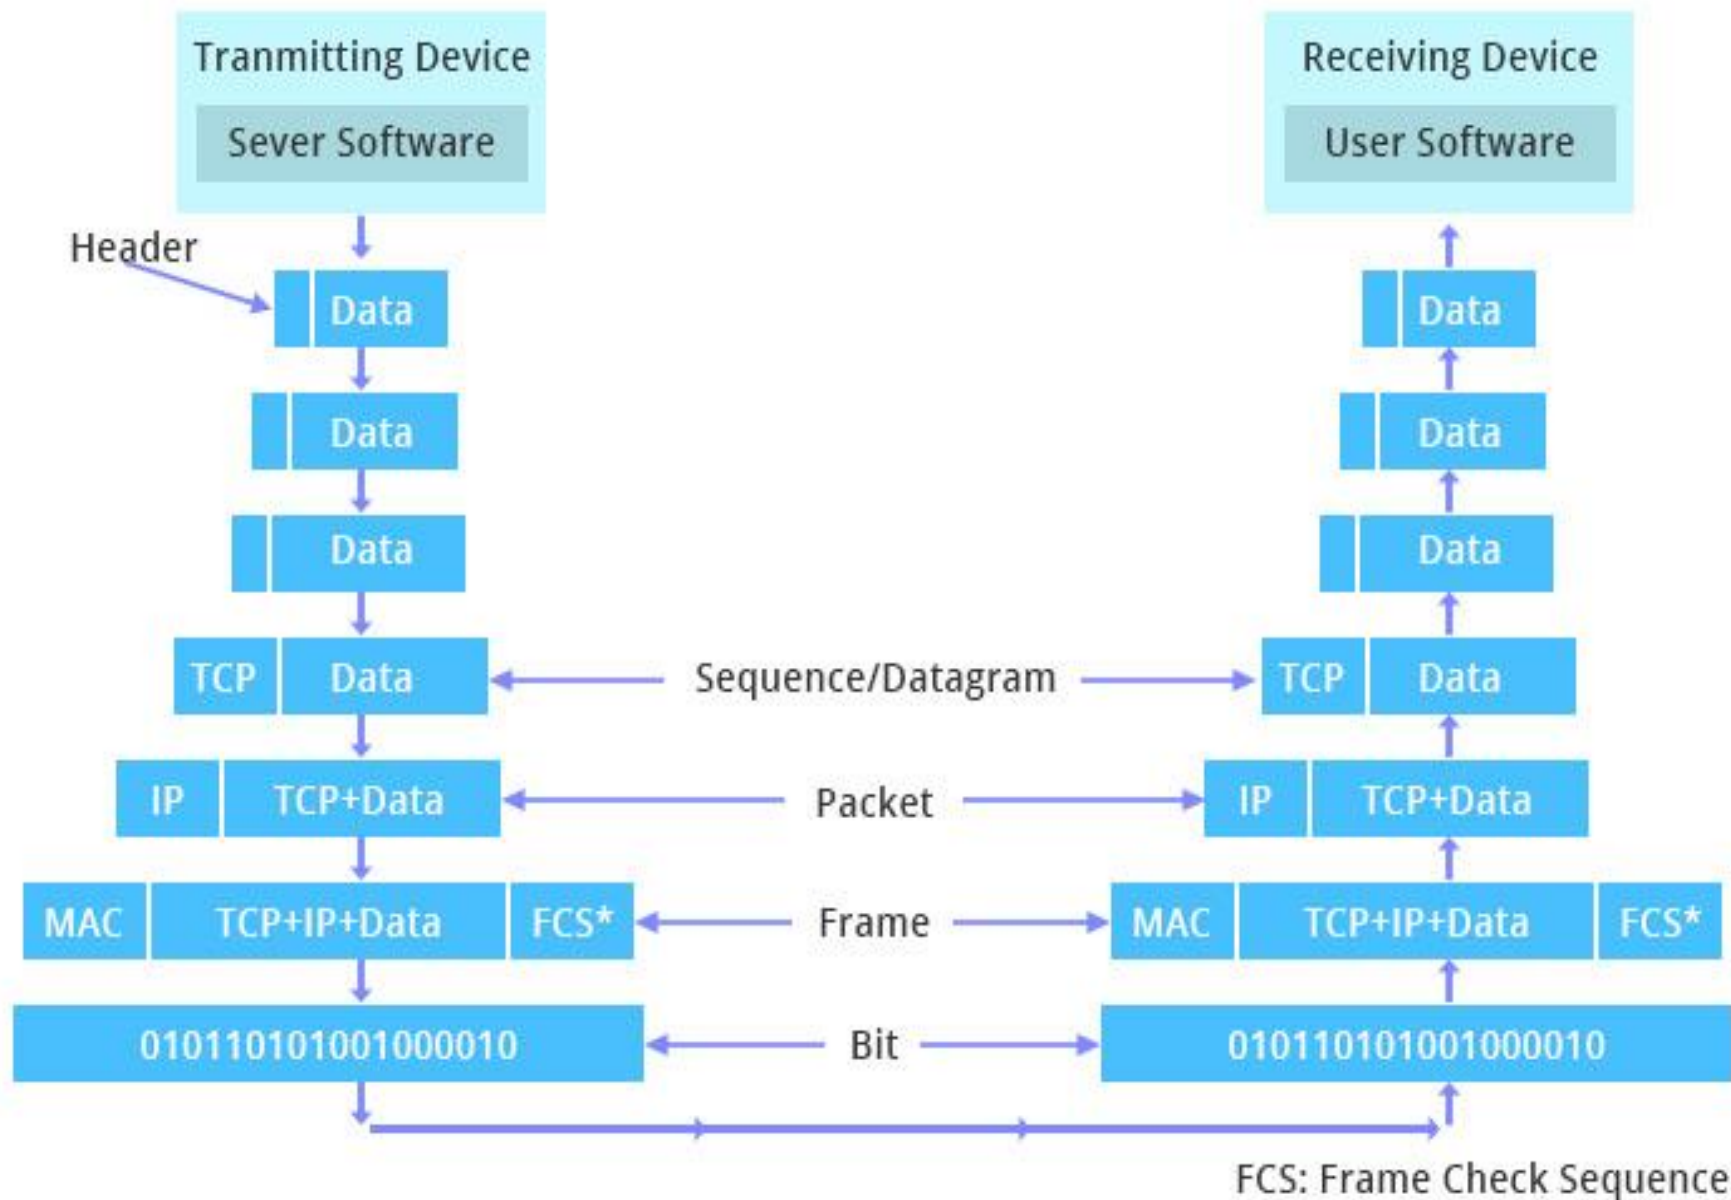 Tranmitting Device
Sever Software
Receiving Device
User Software
Header
Data
Data
Data
Data
Data
Data
TCP Data
Sequence/Datagram
TCP Data
IP TCP+Data
Packet
IP TCP+Data
MAC TCP+IP+Data FCS*
Frame
MAC TCP+IP+Data FCS*
010110101001000010
Bit
010110101001000010
FCS: Frame Check Sequence